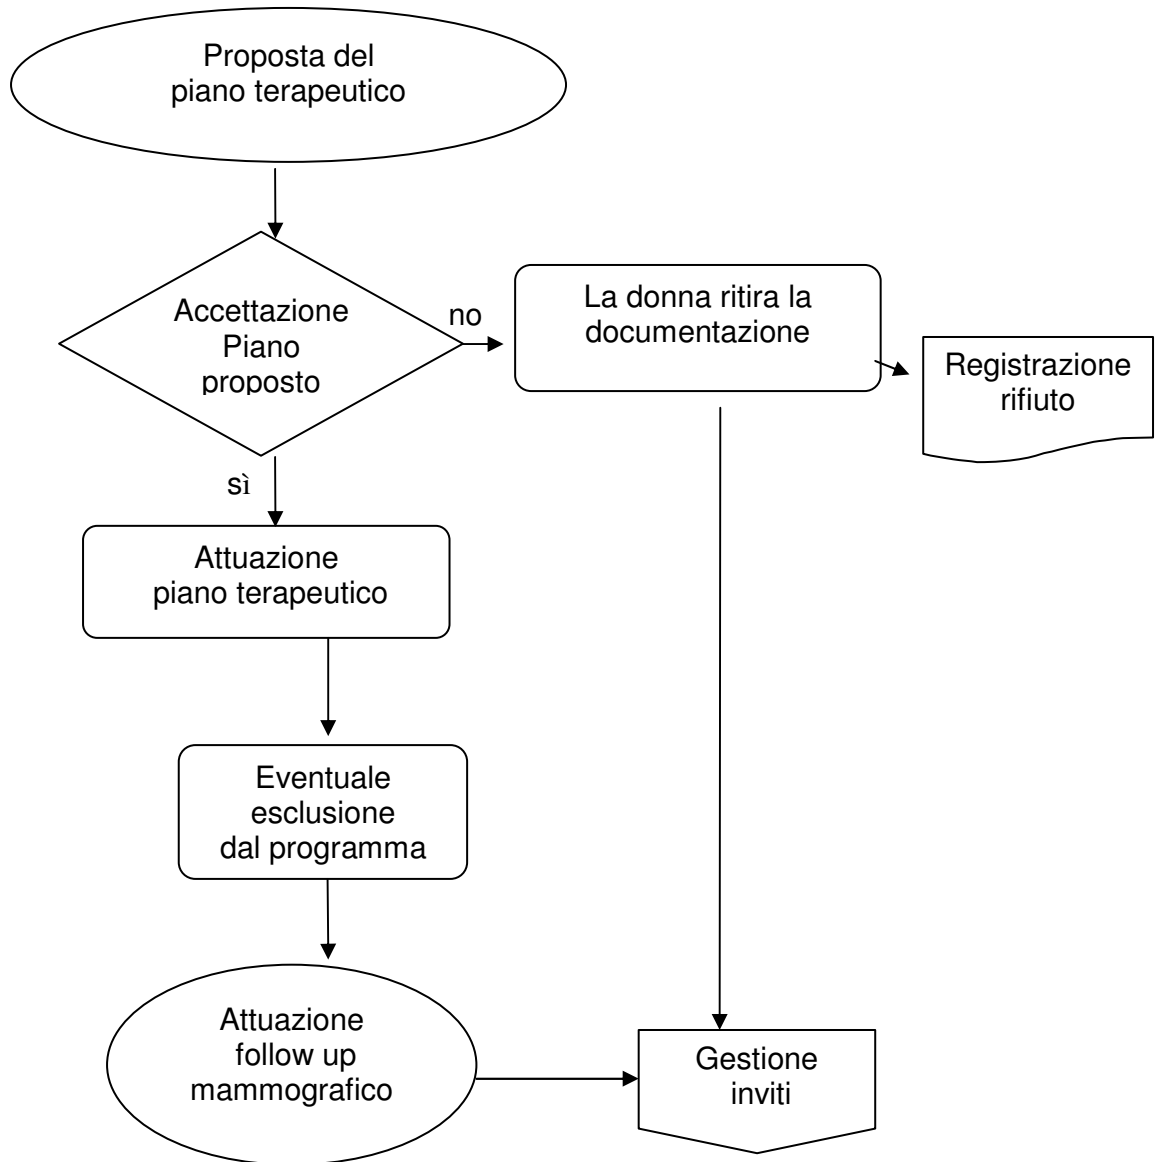 Proposta del
piano terapeutico
Accettazione
Piano
proposto
no
La donna ritira la
documentazione
Registrazione
rifiuto
sì
Attuazione
piano terapeutico
Eventuale
esclusione
dal programma
Attuazione
follow up
mammografico
Gestione
inviti